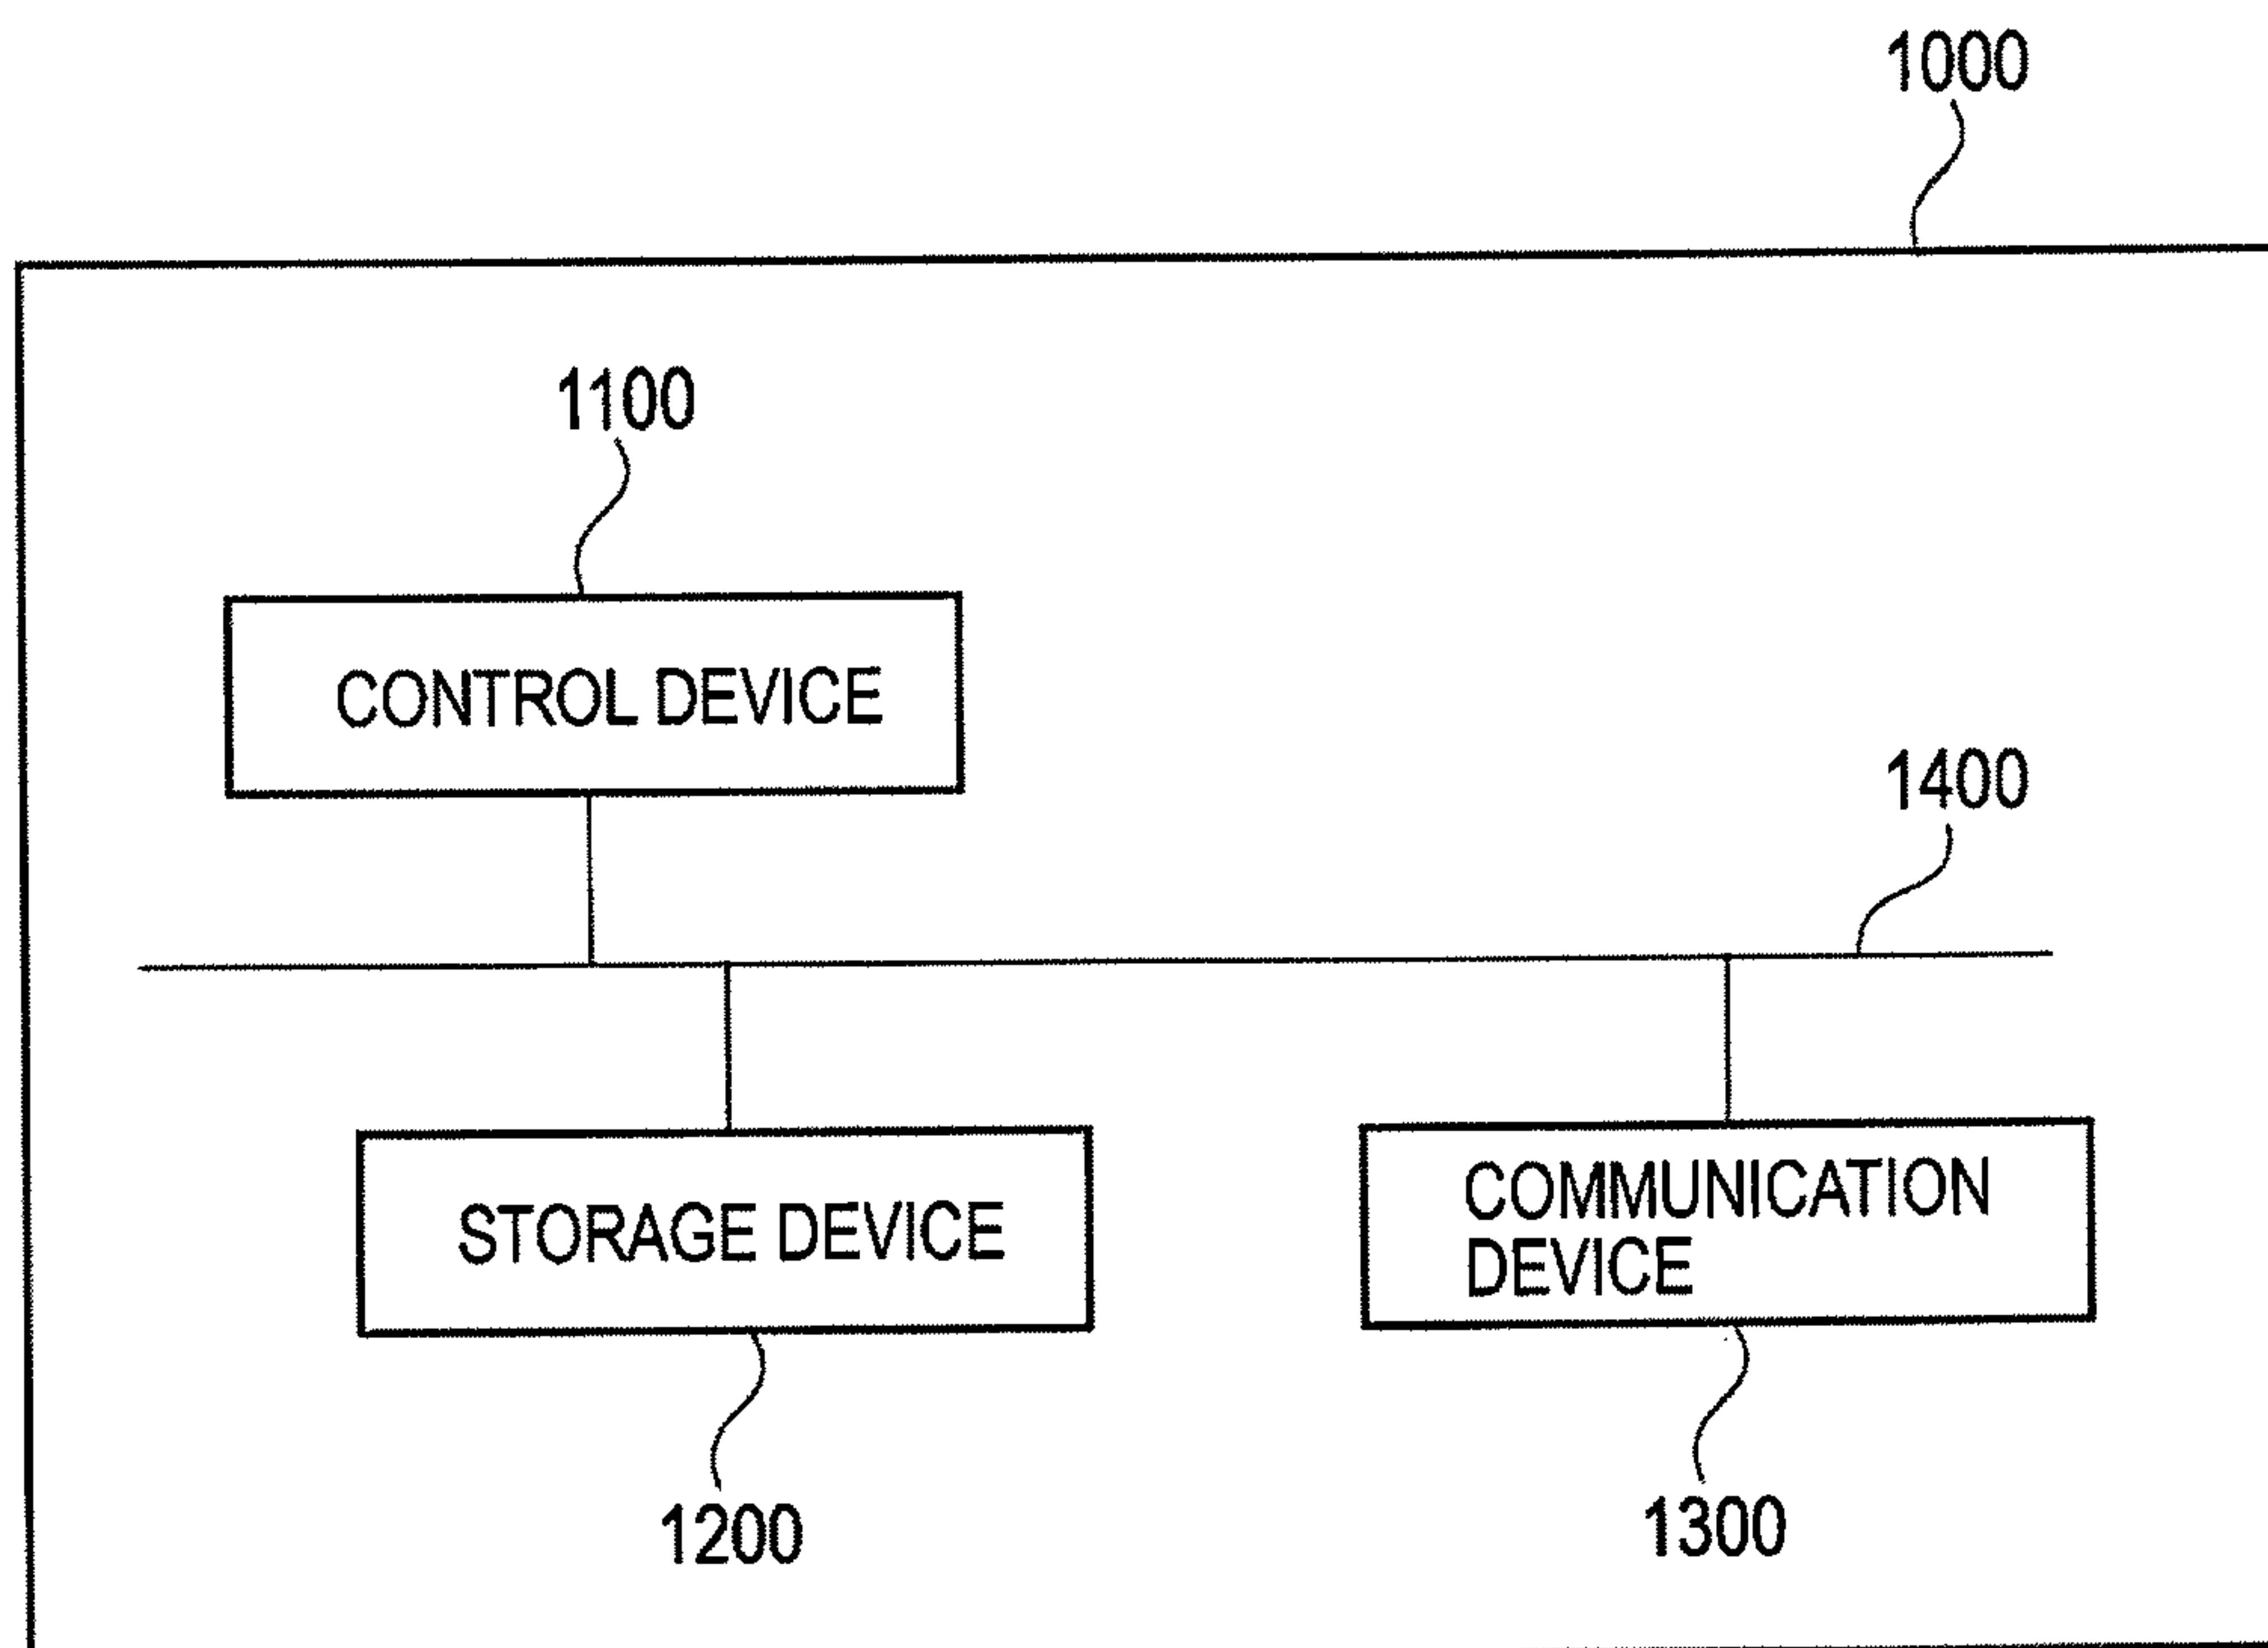 1000
1100
CONTROL DEVICE
1400
STORAGE DEVICE
COMMUNICATION
DEVICE
1200
1300